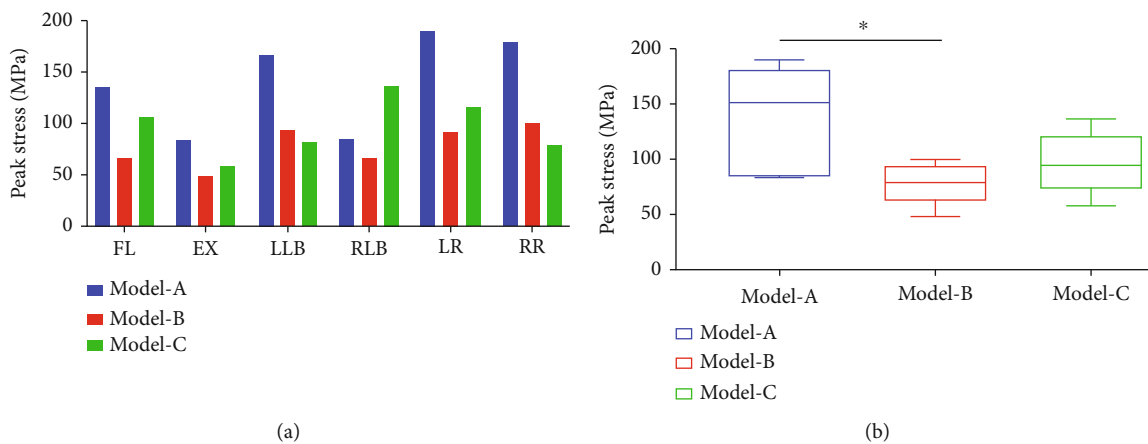 200
150
100
50
0
Peak stress (MPa)
FL EX LLB RLB LR RR
Model-A
Model-B
Model-C
(a)
*
200
150
100
50
0
Peak stress (MPa)
Model-A Model-B Model-C
Model-A
Model-B
Model-C
(b)